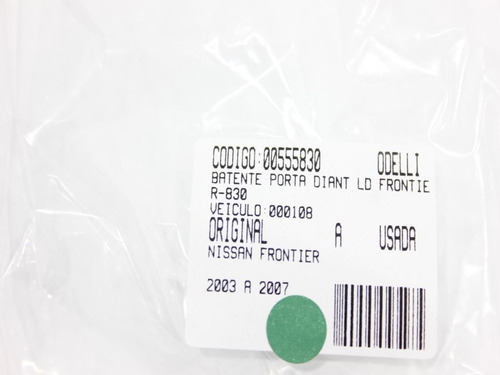 CODIGO:00555830 ODELLI
BATENTE PORTA DIANT LD FRONTIE
R-830
VEICULO:000108
ORIGINAL A USADA
NISSAN FRONTIER
2003 A 2007